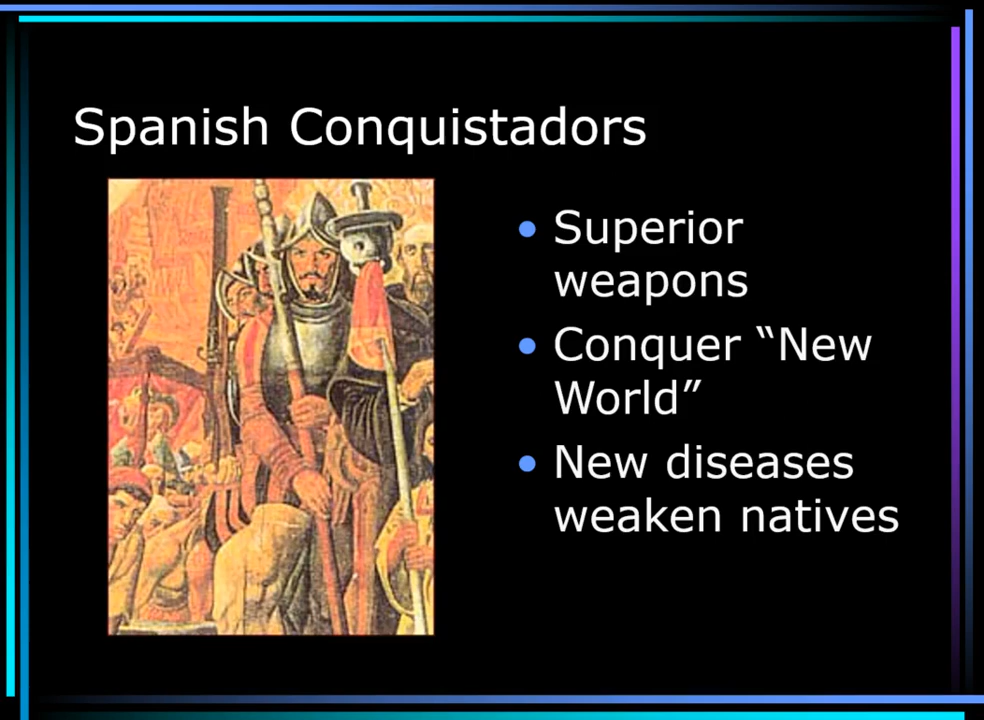 Spanish Conquistadors
• Superior
weapons
• Conquer “New
World”
• New diseases
weaken natives